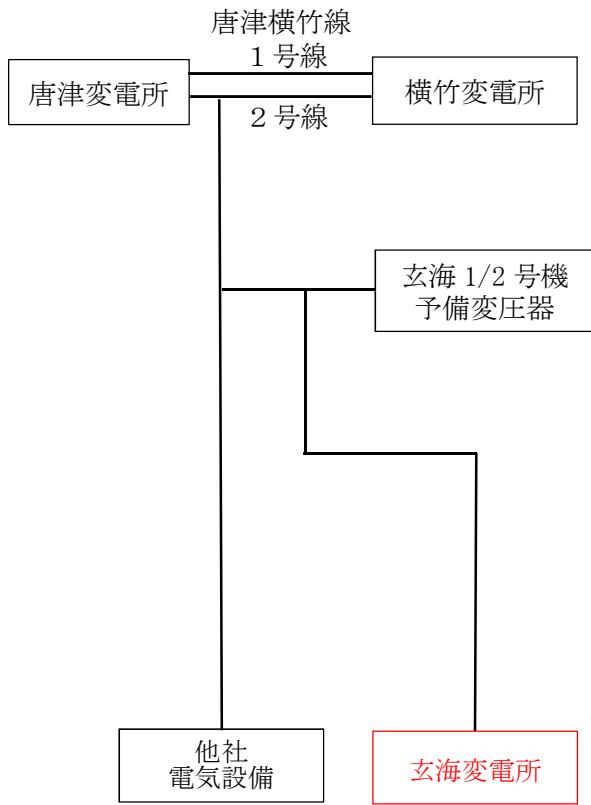 唐津横竹線
1号線
唐津変電所
横竹変電所
2号線
玄海 1/2 号機
予備変圧器
他社
電気設備
玄海変電所